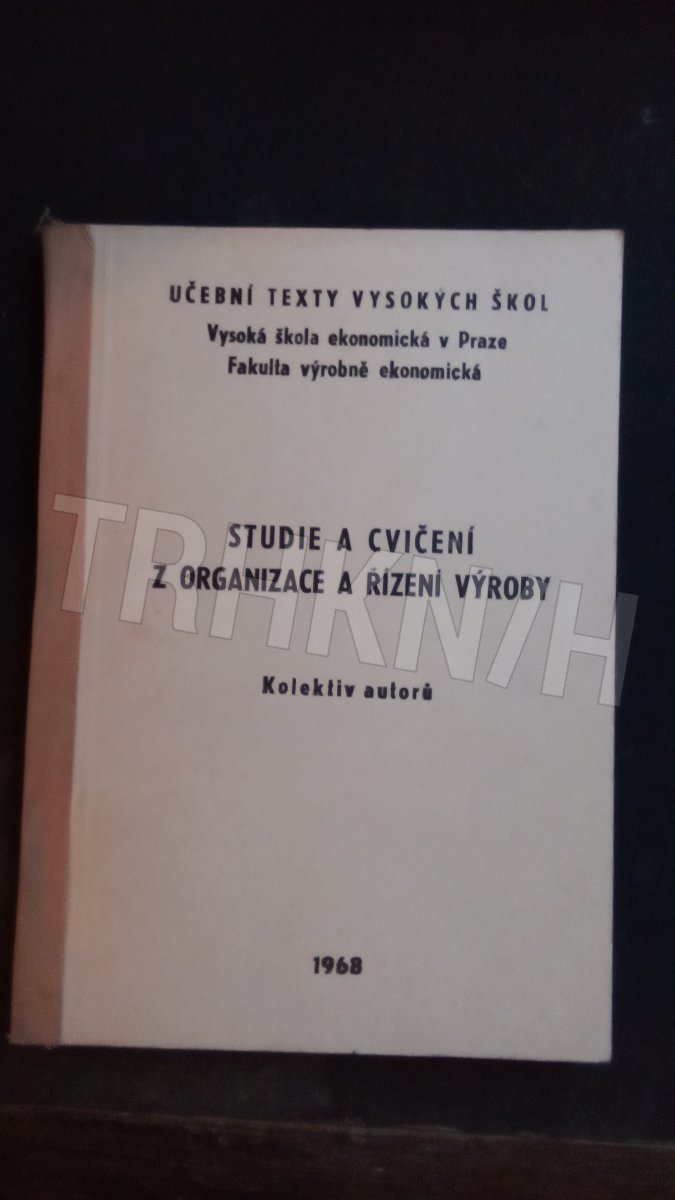 UČEBNÍ TEXTY VYSOKÝCH ŠKOL
Vysoká škola ekonomická v Praze
Fakulta výrobně ekonomická
STUDIE A CVIČENÍ
Z ORGANIZACE A ŘÍZENÍ VÝROBY
TRHKNIH
Kolektiv autorů
1968